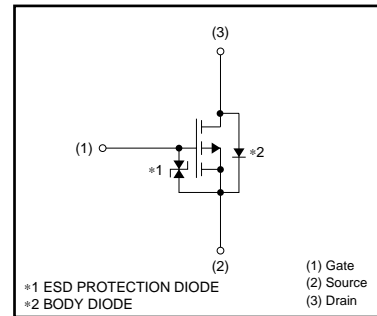 (3)
(1)
∗1
∗2
(2)
∗1 ESD PROTECTION DIODE
∗2 BODY DIODE
(1) Gate
(2) Source
(3) Drain